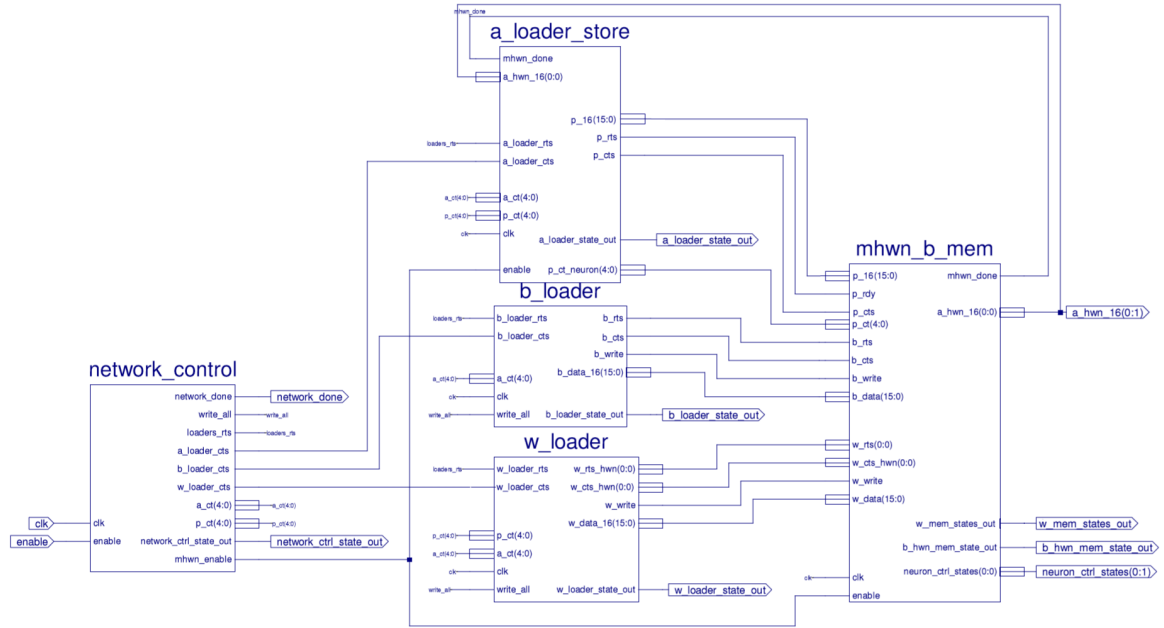 mhwn_done
a_loader_store
mhwn_done
a_hwn_16(0:0)
p_16(15:0)
p_rts
loaders_rts
a_loader_rts
p_cts
a_loader_cts
a_ct(4:0)
a_ct(4:0)
p_ct(4:0)
p_ct(4:0)
clk
clk
a_loader_state_out
a_loader_state_out
enable
p_ct_neuron(4:0)
mhwn_b_mem
p_16(15:0)
mhwn_done
p_rdy
p_cts
a_hwn_16(0:0)
a_hwn_16(0:1)
p_ct(4:0)
b_rts
b_cts
b_write
b_data(15:0)
w_rts(0:0)
w_cts_hwn(0:0)
w_write
w_data(15:0)
w_mem_states_out
w_mem_states_out
b_hwn_mem_state_out
b_hwn_mem_state_out
neuron_ctrl_states(0:0)
neuron_ctrl_states(0:1)
clk
clk
enable
b_loader
loaders_rts
b_loader_rts
b_rts
b_loader_cts
b_cts
b_write
b_data_16(15:0)
a_ct(4:0)
a_ct(4:0)
clk
clk
write_all
write_all
b_loader_state_out
b_loader_state_out
network_control
network_done
network_done
write_all
write_all
loaders_rts
loaders_rts
a_loader_cts
b_loader_cts
w_loader_cts
a_ct(4:0)
a_ct(4:0)
clk
clk
p_ct(4:0)
p_ct(4:0)
enable
enable
network_ctrl_state_out
network_ctrl_state_out
mhwn_enable
w_loader
loaders_rts
w_loader_rts
w_rts_hwn(0:0)
w_loader_cts
w_cts_hwn(0:0)
w_write
w_data_16(15:0)
p_ct(4:0)
p_ct(4:0)
a_ct(4:0)
a_ct(4:0)
clk
clk
write_all
write_all
w_loader_state_out
w_loader_state_out